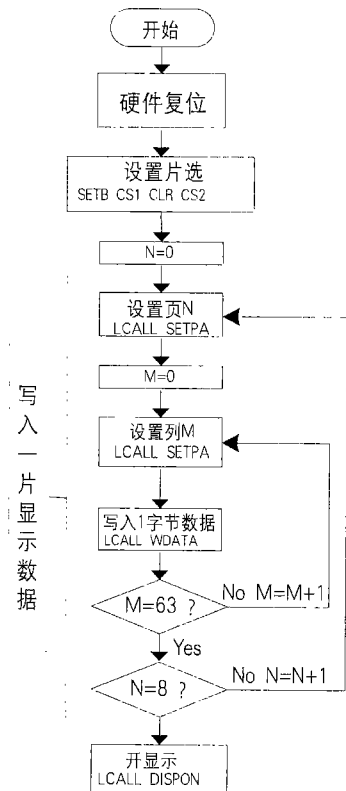 开始
硬件复位
设置片选
SETB CS1 CLR CS2
N=0
设置页N
LCALL SETPA
M=0
设置列M
LCALL SETPA
写入1字节数据
LCALL WDATA
M=63 ?
No M=M+1
Yes
N=8 ?
No N=N+1
开显示
LCALL DISPON
写入一片显示数据